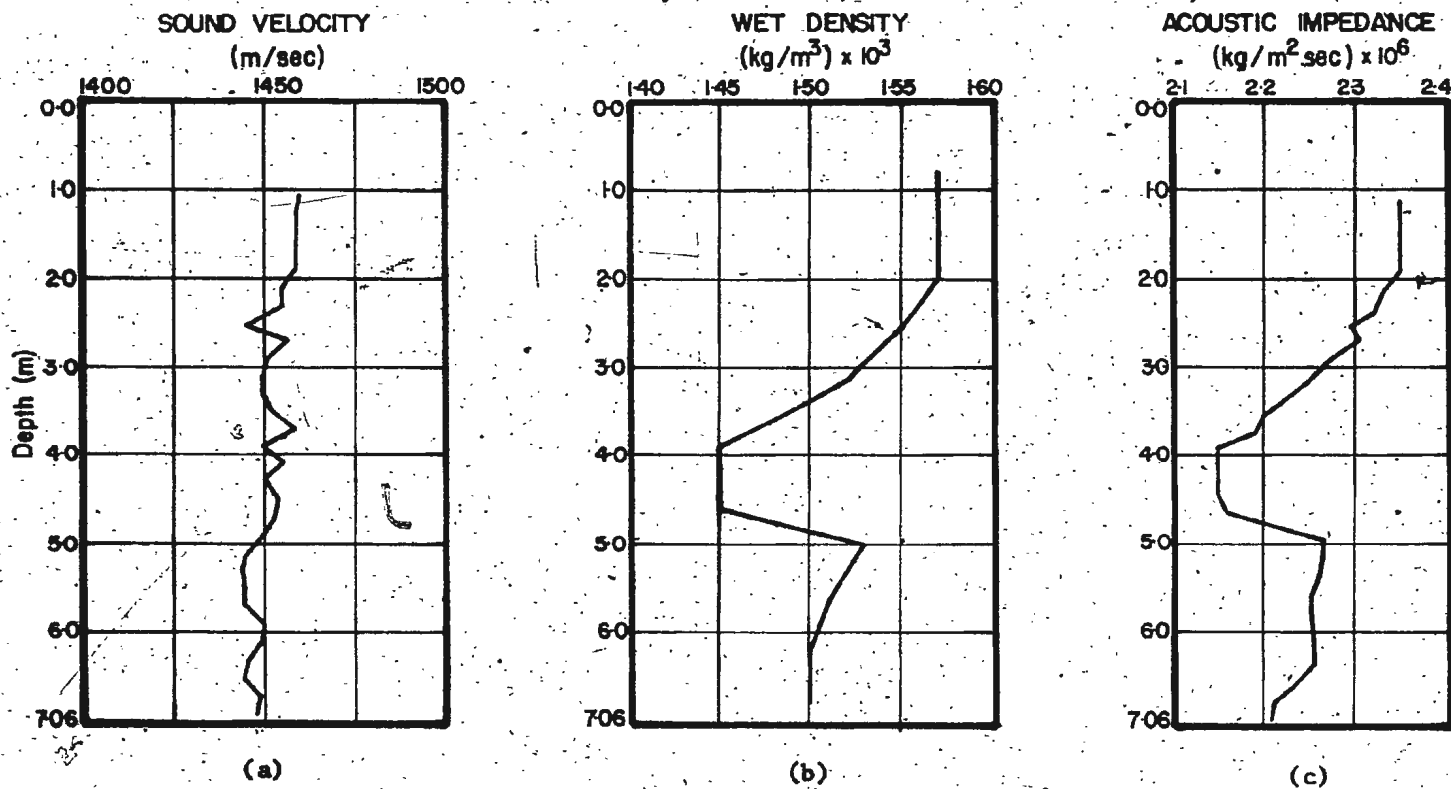 SOUND VELOCITY
(m/sec)
1400 1450 1500
0·0
1·0
2·0
3·0
4·0
5·0
6·0
7·06
Depth (m)
(a)
WET DENSITY
(kg/m³) x 10³
1·40 1·45 1·50 1·55 1·60
0·0
1·0
2·0
3·0
4·0
5·0
6·0
7·06
(b)
ACOUSTIC IMPEDANCE
(kg/m².sec) x 10⁶
2·1 2·2 2·3 2·4
0·0
1·0
2·0
3·0
4·0
5·0
6·0
7·06
(c)